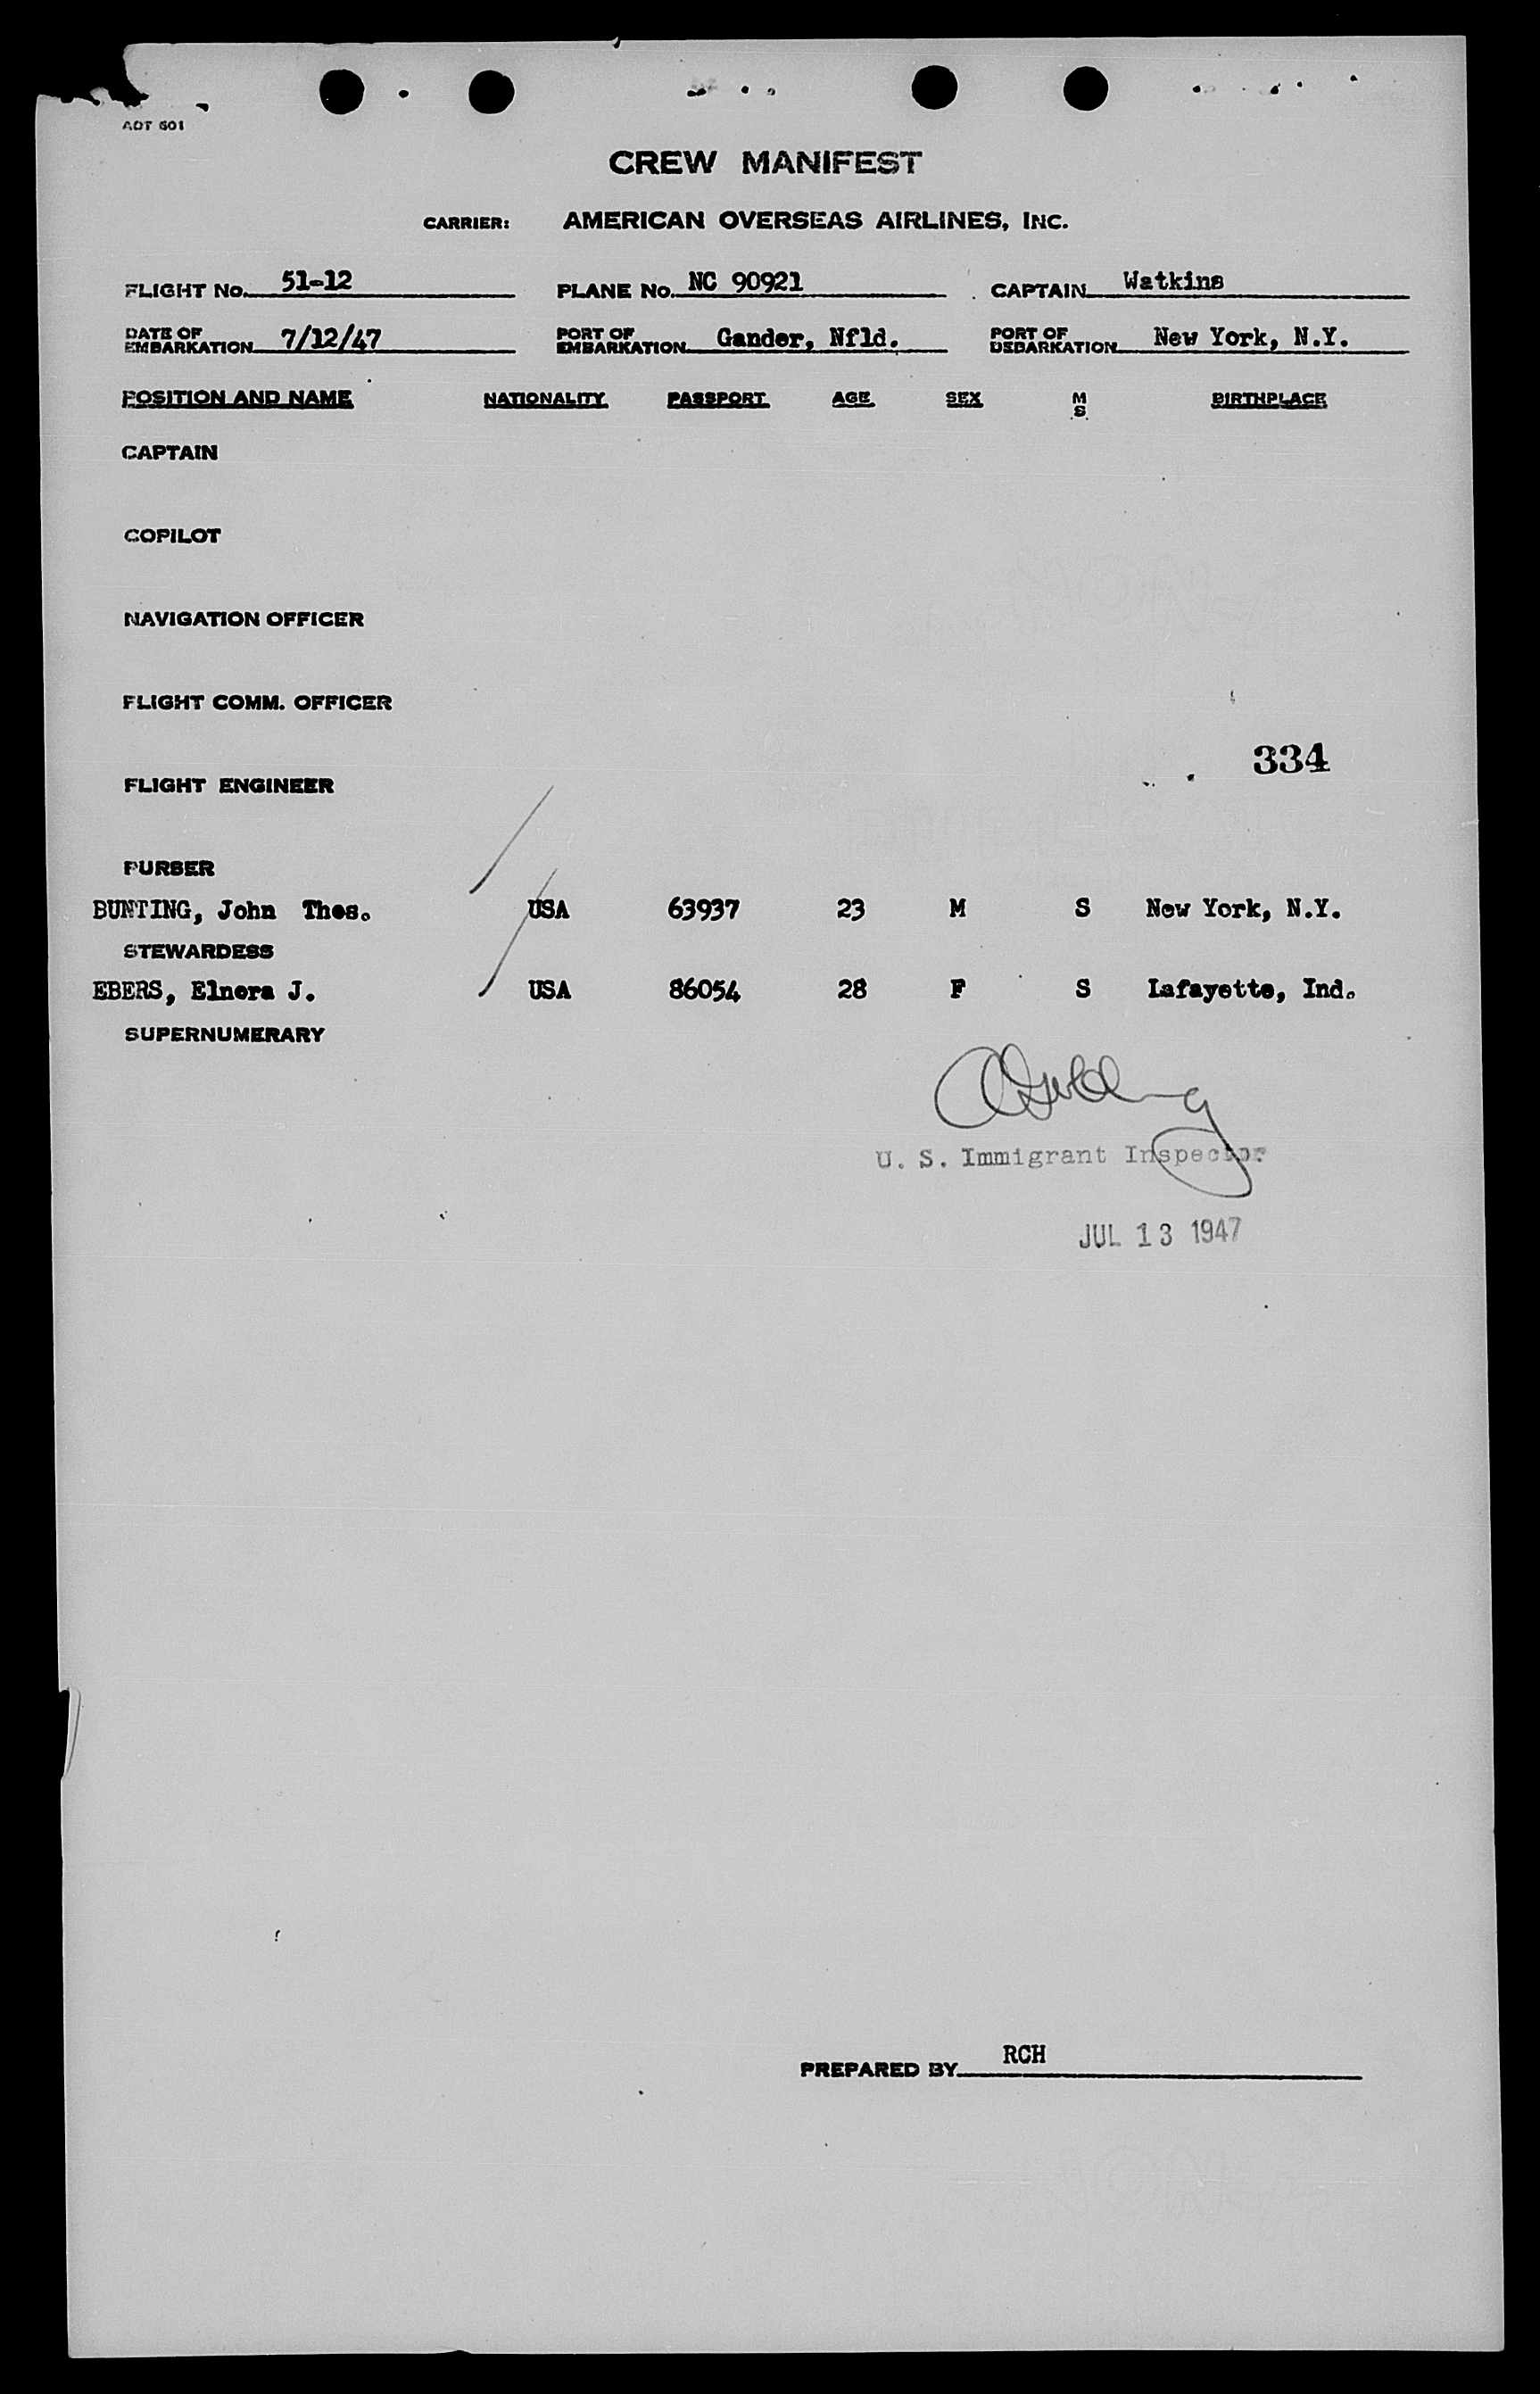 AOT 601
CREW MANIFEST
CARRIER: AMERICAN OVERSEAS AIRLINES, INC.
FLIGHT No. 51-12 PLANE No. NC 90921 CAPTAIN Watkins
DATE OF EMBARKATION 7/12/47 PORT OF EMBARKATION Gander, Nfld. PORT OF DEBARKATION New York, N.Y.
POSITION AND NAME NATIONALITY PASSPORT AGE SEX M S BIRTHPLACE
CAPTAIN
COPILOT
NAVIGATION OFFICER
FLIGHT COMM. OFFICER
334
FLIGHT ENGINEER
PURSER
BUNTING, John Thos. USA 63937 23 M S New York, N.Y.
STEWARDESS
EBERS, Elnora J. USA 86054 28 F S Lafayette, Ind.
SUPERNUMERARY
U. S. Immigrant Inspector
JUL 13 1947
PREPARED BY RCH